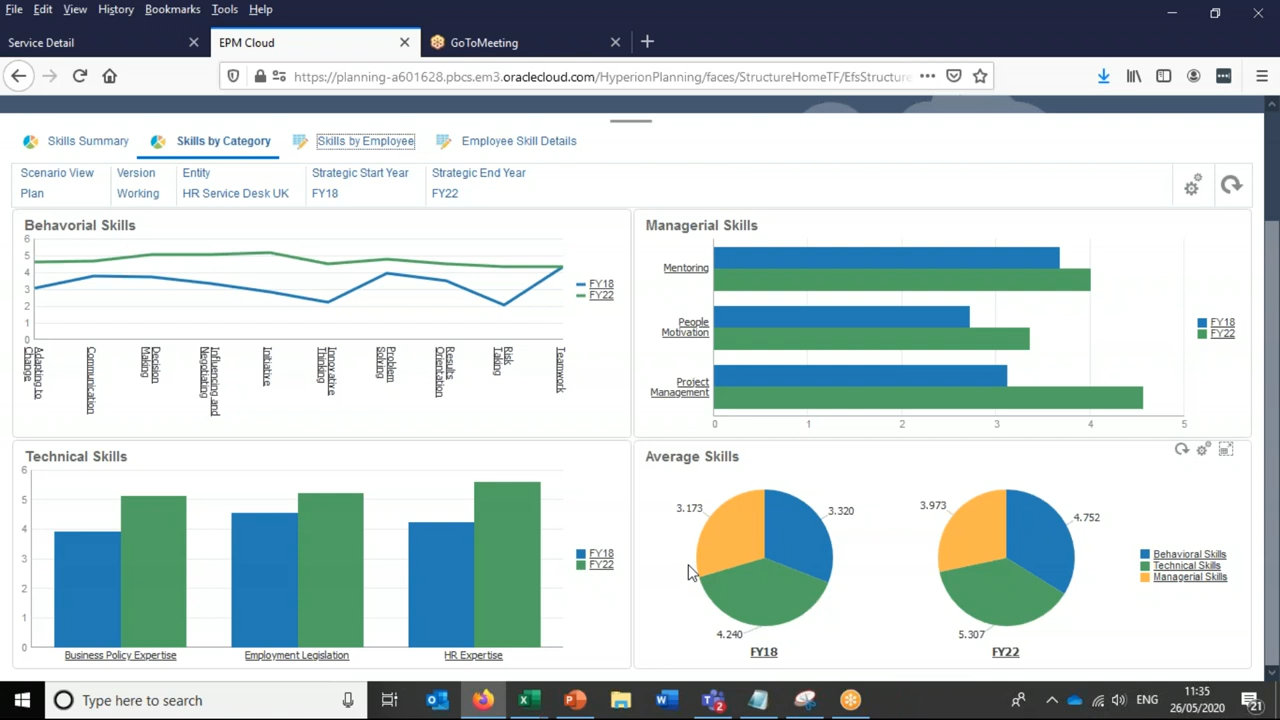 File Edit View History Bookmarks Tools Help
Service Detail
EPM Cloud
GoToMeeting
https://planning-a601628.pbcs.em3.oraclecloud.com/HyperionPlanning/faces/StructureHomeTF/EfsStructure
Skills Summary
Skills by Category
Skills by Employee
Employee Skill Details
Scenario View
Plan
Version
Working
Entity
HR Service Desk UK
Strategic Start Year
FY18
Strategic End Year
FY22
Behavorial Skills
6
5
4
3
2
1
0
Adapting to Change
Communication
Decision Making
Influencing and Negotiating
Initiative
Innovative Thinking
Problem Solving
Results Orientation
Risk Taking
Teamwork
FY18
FY22
Managerial Skills
Mentoring
People
Motivation
Project
Management
0 1 2 3 4 5
FY18
FY22
Technical Skills
6
5
4
3
2
1
0
Business Policy Expertise
Employment Legislation
HR Expertise
FY18
FY22
Average Skills
3.173
3.320
4.240
FY18
3.973
4.752
5.307
FY22
Behavioral Skills
Technical Skills
Managerial Skills
Type here to search
ENG
11:35
26/05/2020
2
21